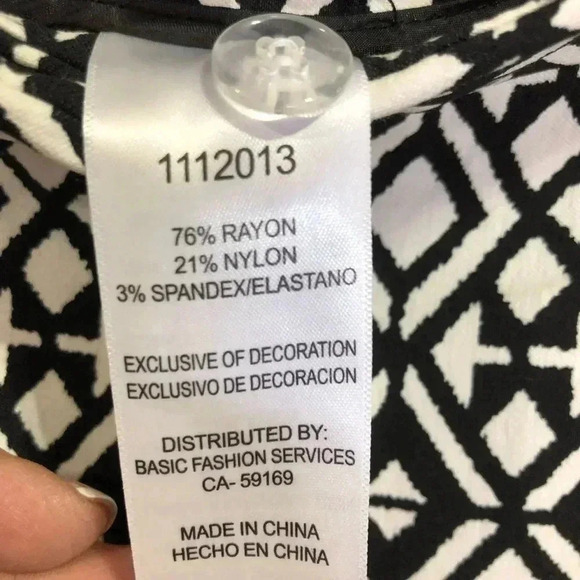 1112013
76% RAYON
21% NYLON
3% SPANDEX/ELASTANO
EXCLUSIVE OF DECORATION
EXCLUSIVO DE DECORACION
DISTRIBUTED BY:
BASIC FASHION SERVICES
CA- 59169
MADE IN CHINA
HECHO EN CHINA